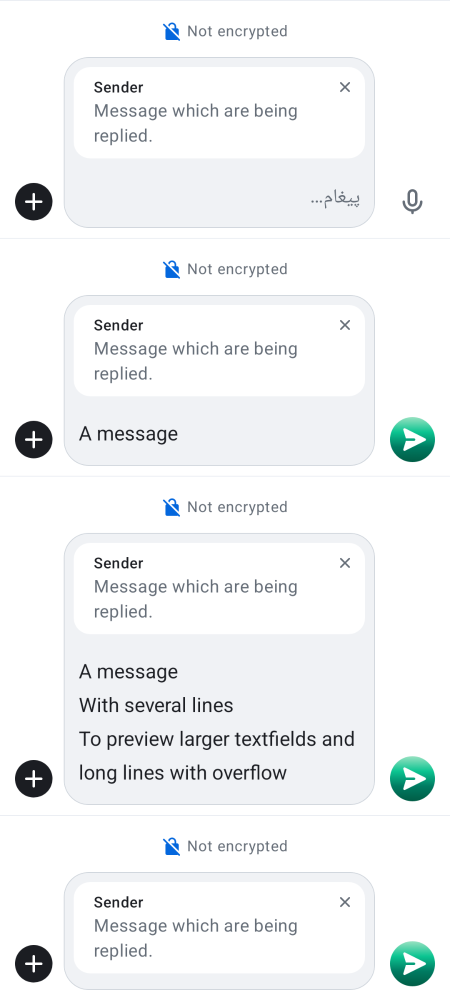 Not encrypted
Sender
Message which are being
replied.
پیغام...
Not encrypted
Sender
Message which are being
replied.
A message
Not encrypted
Sender
Message which are being
replied.
A message
With several lines
To preview larger textfields and
long lines with overflow
Not encrypted
Sender
Message which are being
replied.